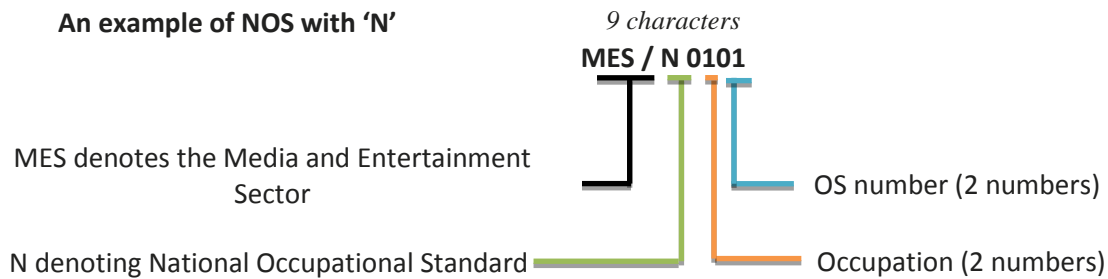 An example of NOS with ‘N’
9 characters
MES / N 0101
MES denotes the Media and Entertainment
Sector
OS number (2 numbers)
N denoting National Occupational Standard
Occupation (2 numbers)